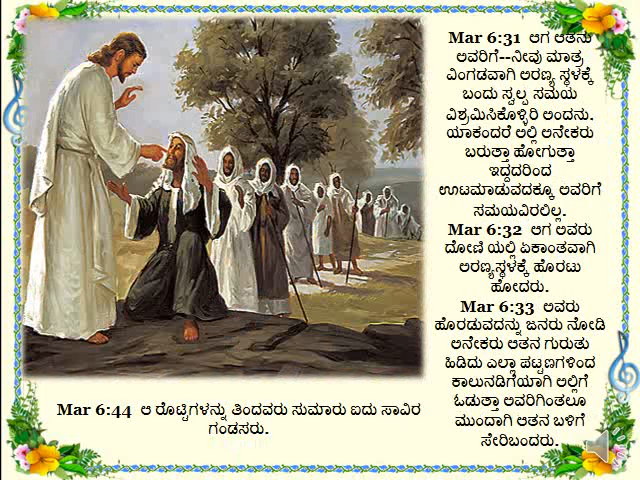 Mar 6:31 ಆಗ ಆತನು
ಅವರಿಗೆ--ನೀವು ಮಾತ್ರ
ವಿಂಗಡವಾಗಿ ಅರಣ್ಯ ಸ್ಥಳಕ್ಕೆ
ಬಂದು ಸ್ವಲ್ಪ ಸಮಯ
ವಿಶ್ರಮಿಸಿಕೊಳ್ಳಿರಿ ಅಂದನು.
ಯಾಕಂದರೆ ಅಲ್ಲಿ ಅನೇಕರು
ಬರುತ್ತಾ ಹೋಗುತ್ತಾ
ಇದ್ದದರಿಂದ
ಊಟಮಾಡುವದಕ್ಕೂ ಅವರಿಗೆ
ಸಮಯವಿರಲಿಲ್ಲ.
Mar 6:32 ಆಗ ಅವರು
ದೋಣಿ ಯಲ್ಲಿ ಏಕಾಂತವಾಗಿ
ಅರಣ್ಯಸ್ಥಳಕ್ಕೆ ಹೊರಟು
ಹೋದರು.
Mar 6:33 ಅವರು
ಹೊರಡುವದನ್ನು ಜನರು ನೋಡಿ
ಅನೇಕರು ಆತನ ಗುರುತು
ಹಿಡಿದು ಎಲ್ಲಾ ಪಟ್ಟಣಗಳಿಂದ
ಕಾಲುನಡಿಗೆಯಾಗಿ ಅಲ್ಲಿಗೆ
ಓಡುತ್ತಾ ಅವರಿಗಿಂತಲೂ
ಮುಂದಾಗಿ ಆತನ ಬಳಿಗೆ
ಸೇರಿಬಂದರು.
Mar 6:44 ಆ ರೊಟ್ಟಿಗಳನ್ನು ತಿಂದವರು ಸುಮಾರು ಐದು ಸಾವಿರ
ಗಂಡಸರು.